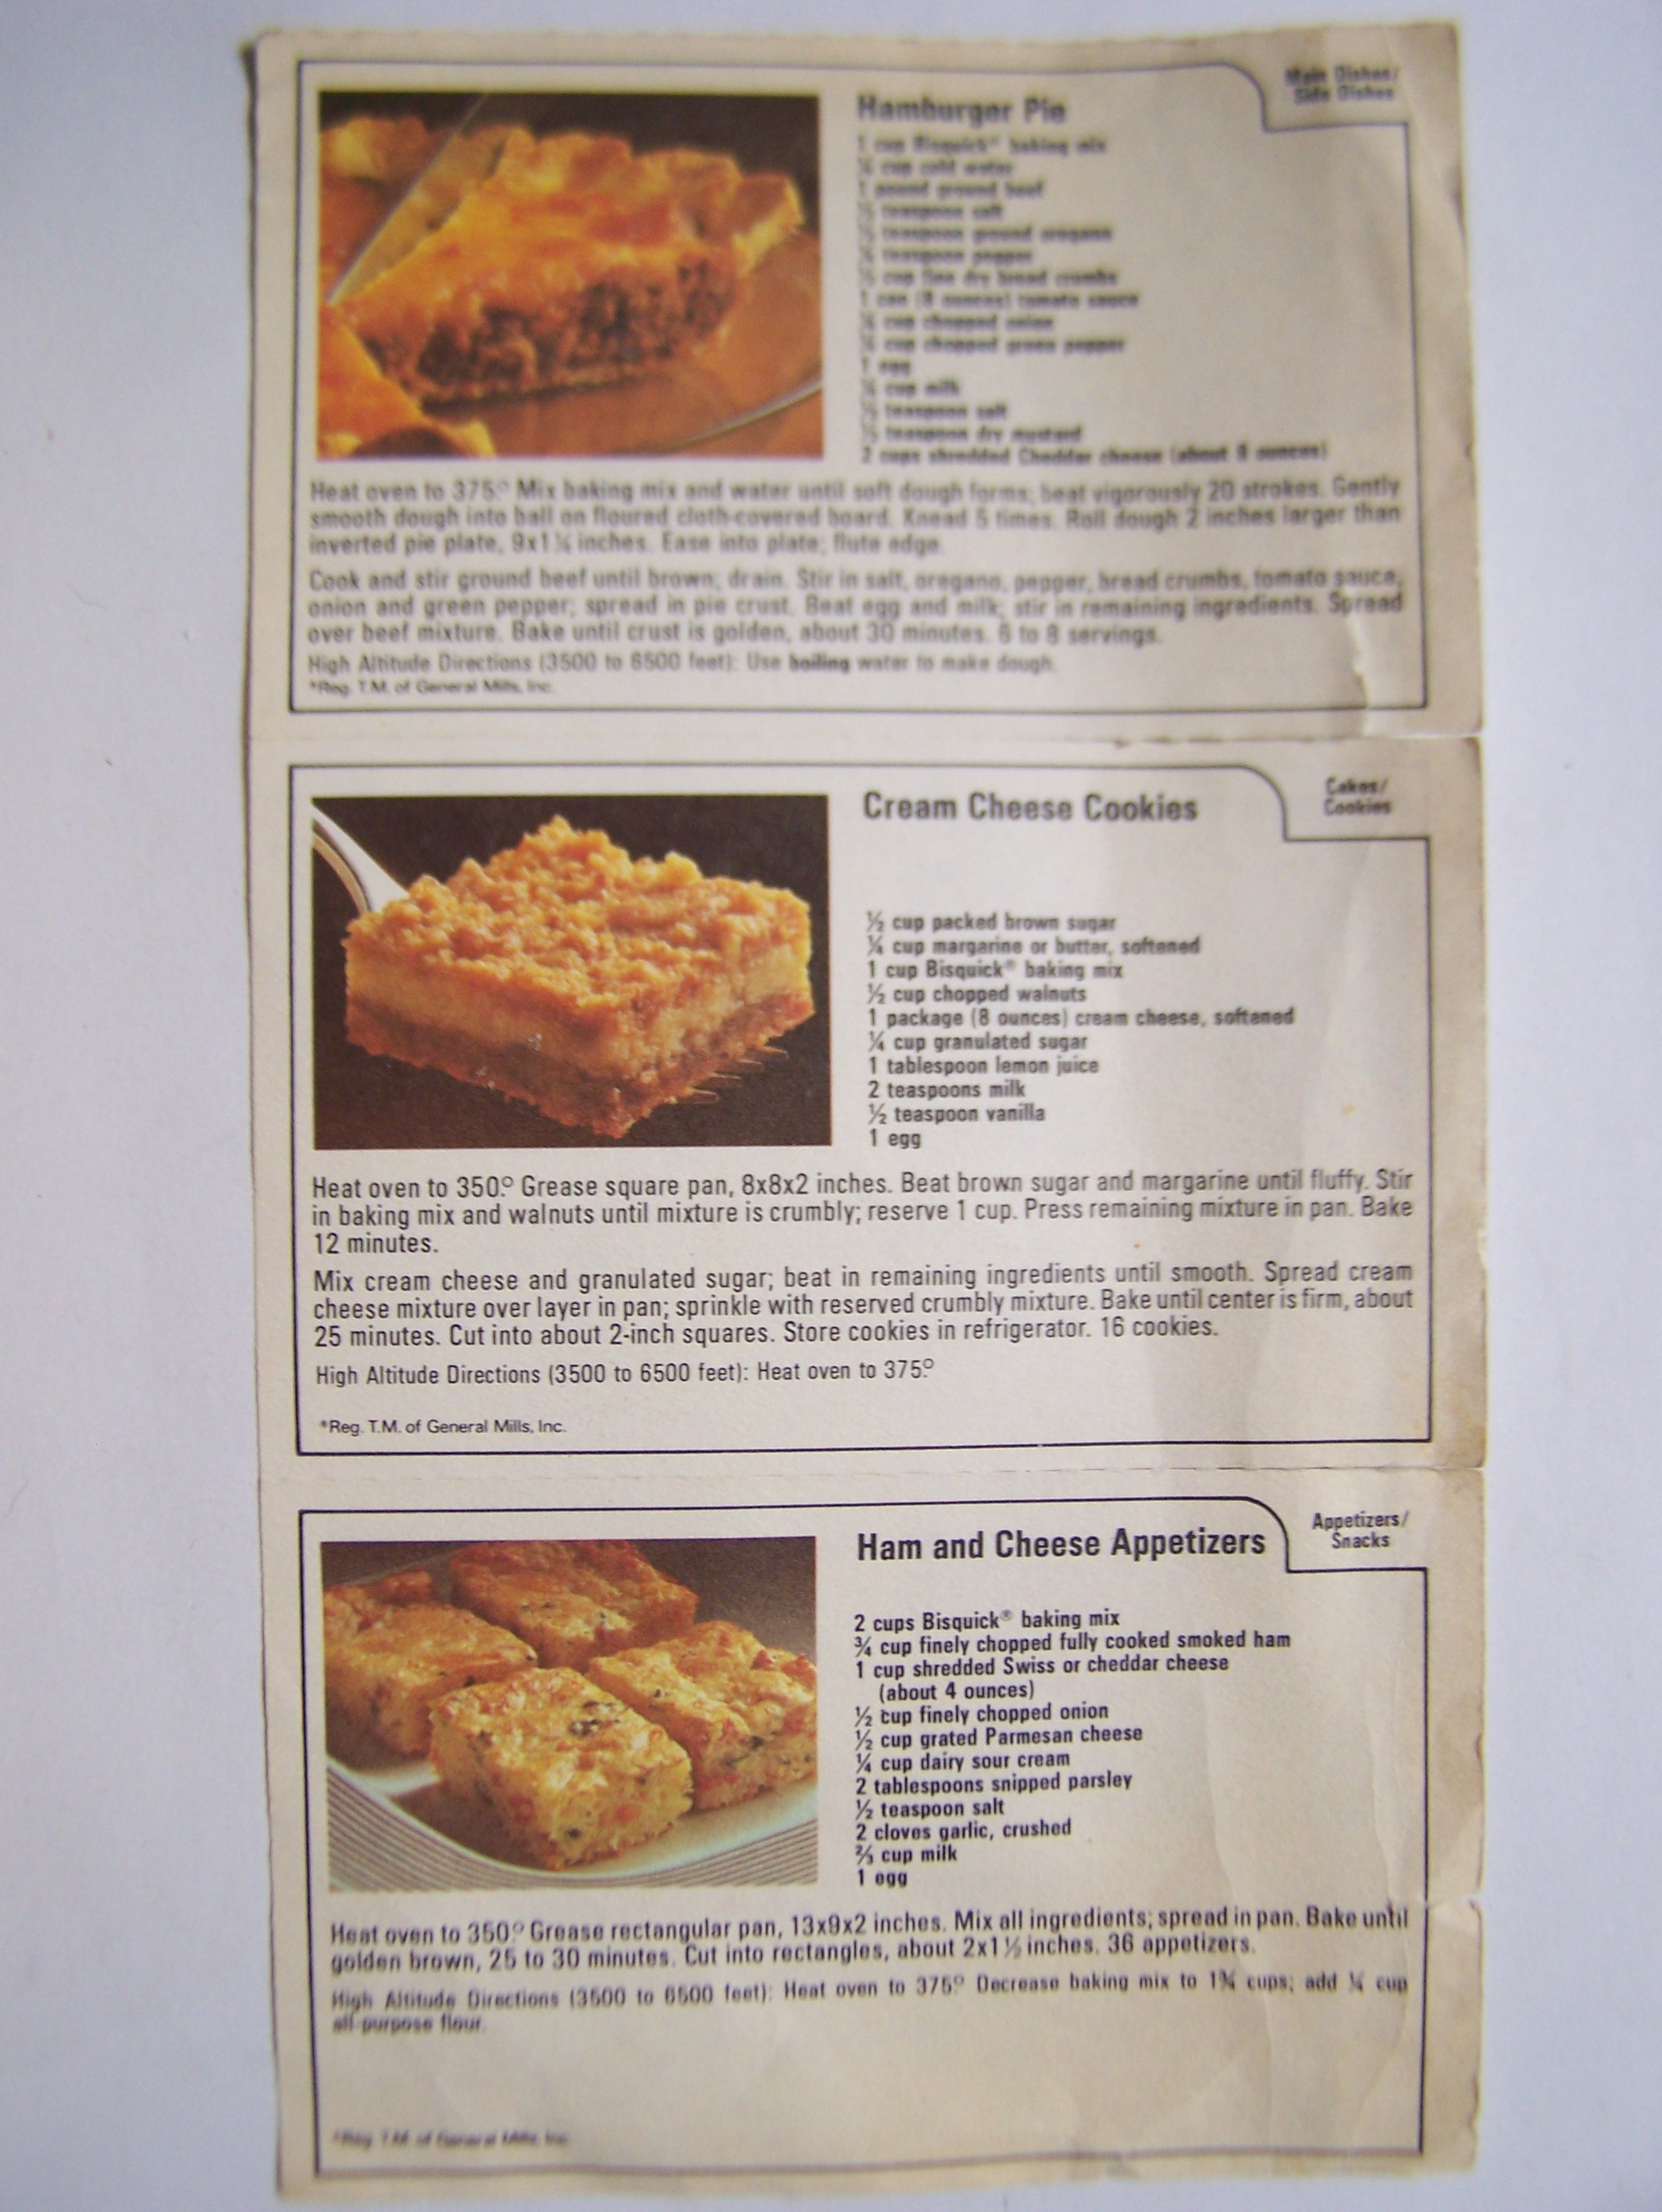 Main Dishes/
Side Dishes
Hamburger Pie
1 cup Bisquick* baking mix
¼ cup cold water
1 pound ground beef
½ teaspoon salt
½ teaspoon ground oregano
¼ teaspoon pepper
cup fine dry bread crumbs
1 can (8 ounces) tomato sauce
¼ cup chopped onion
¼ cup chopped green pepper
1 egg
¼ cup milk
½ teaspoon salt
½ teaspoon dry mustard
2 cups shredded Cheddar cheese (about 8 ounces)
Heat oven to 375.° Mix baking mix and water until soft dough forms; beat vigorously 20 strokes. Gently
smooth dough into ball on floured cloth-covered board. Knead 5 times. Roll dough 2 inches larger than
inverted pie plate, 9x1¼ inches. Ease into plate; flute edge.
Cook and stir ground beef until brown; drain. Stir in salt, oregano, pepper, bread crumbs, tomato sauce,
onion and green pepper; spread in pie crust. Beat egg and milk; stir in remaining ingredients. Spread
over beef mixture. Bake until crust is golden, about 30 minutes. 6 to 8 servings.
High Altitude Directions (3500 to 6500 feet): Use boiling water to make dough.
*Reg. T.M. of General Mills, Inc.
Cakes/
Cookies
Cream Cheese Cookies
½ cup packed brown sugar
¼ cup margarine or butter, softened
1 cup Bisquick® baking mix
½ cup chopped walnuts
1 package (8 ounces) cream cheese, softened
¼ cup granulated sugar
1 tablespoon lemon juice
2 teaspoons milk
½ teaspoon vanilla
1 egg
Heat oven to 350.° Grease square pan, 8x8x2 inches. Beat brown sugar and margarine until fluffy. Stir
in baking mix and walnuts until mixture is crumbly; reserve 1 cup. Press remaining mixture in pan. Bake
12 minutes.
Mix cream cheese and granulated sugar; beat in remaining ingredients until smooth. Spread cream
cheese mixture over layer in pan; sprinkle with reserved crumbly mixture. Bake until center is firm, about
25 minutes. Cut into about 2-inch squares. Store cookies in refrigerator. 16 cookies.
High Altitude Directions (3500 to 6500 feet): Heat oven to 375.°
*Reg. T.M. of General Mills, Inc.
Appetizers/
Snacks
Ham and Cheese Appetizers
2 cups Bisquick® baking mix
¾ cup finely chopped fully cooked smoked ham
1 cup shredded Swiss or cheddar cheese
(about 4 ounces)
½ cup finely chopped onion
½ cup grated Parmesan cheese
¼ cup dairy sour cream
2 tablespoons snipped parsley
½ teaspoon salt
2 cloves garlic, crushed
⅔ cup milk
1 egg
Heat oven to 350.° Grease rectangular pan, 13x9x2 inches. Mix all ingredients; spread in pan. Bake until
golden brown, 25 to 30 minutes. Cut into rectangles, about 2x1½ inches. 36 appetizers.
High Altitude Directions (3500 to 6500 feet): Heat oven to 375.° Decrease baking mix to 1¾ cups; add ¼ cup
all-purpose flour.
*Reg. T.M. of General Mills, Inc.